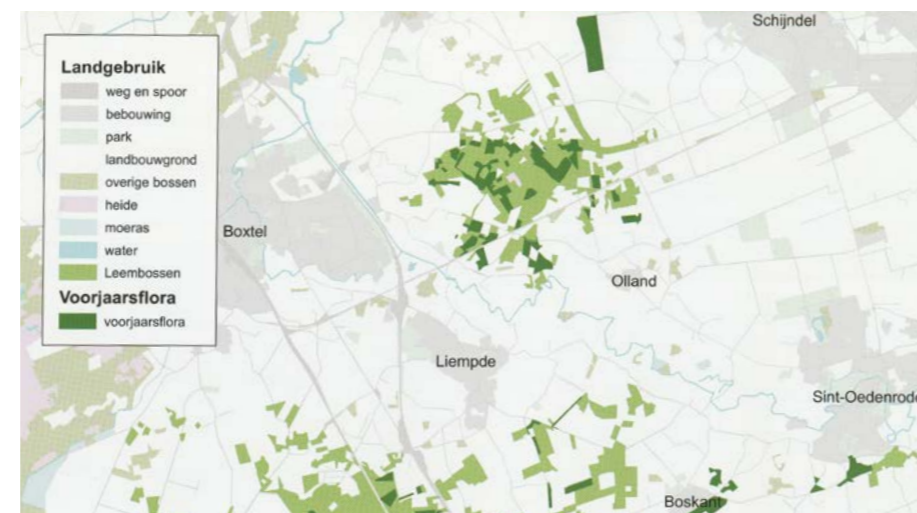 Landgebruik
weg en spoor
bebouwing
park
landbouwgrond
overige bossen
heide
moeras
water
Leembossen
Voorjaarsflora
voorjaarsflora
Schijndel
Boxtel
Olland
Liempde
Sint-Oedenrode
Boskant